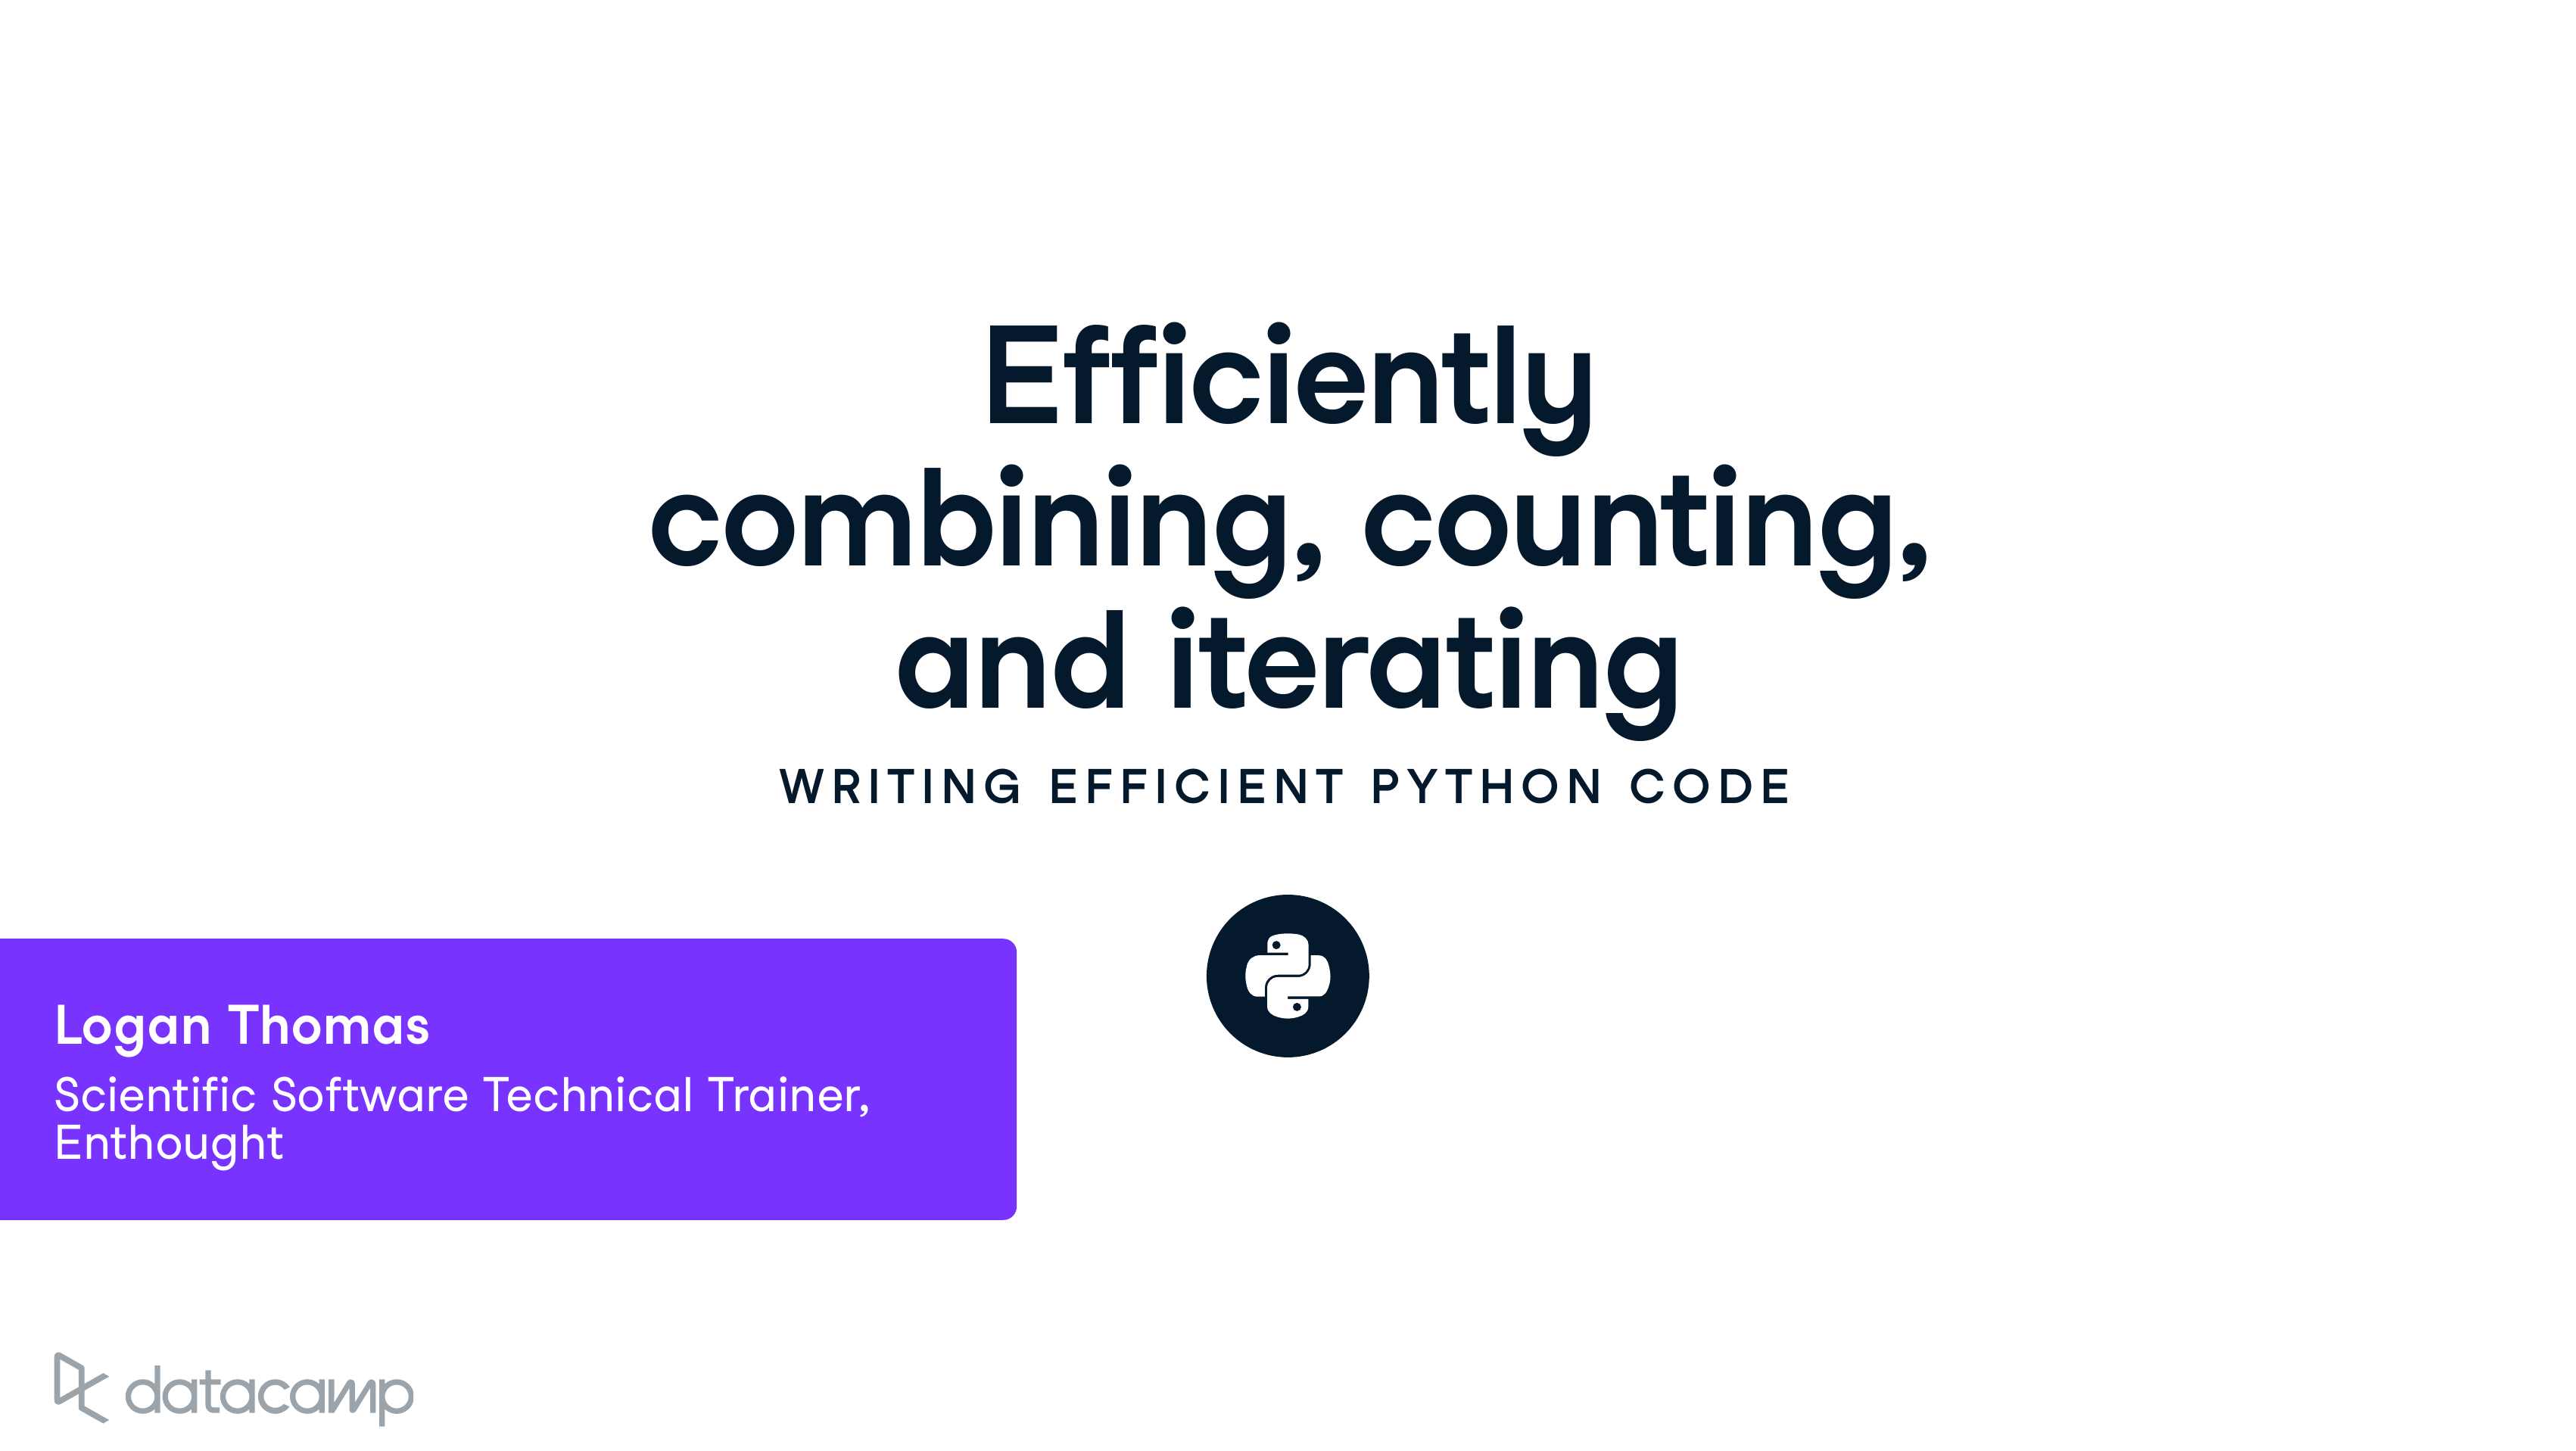 Efficiently
combining, counting,
and iterating
WRITING EFFICIENT PYTHON CODE
Logan Thomas
Scientific Software Technical Trainer,
Enthought
datacamp